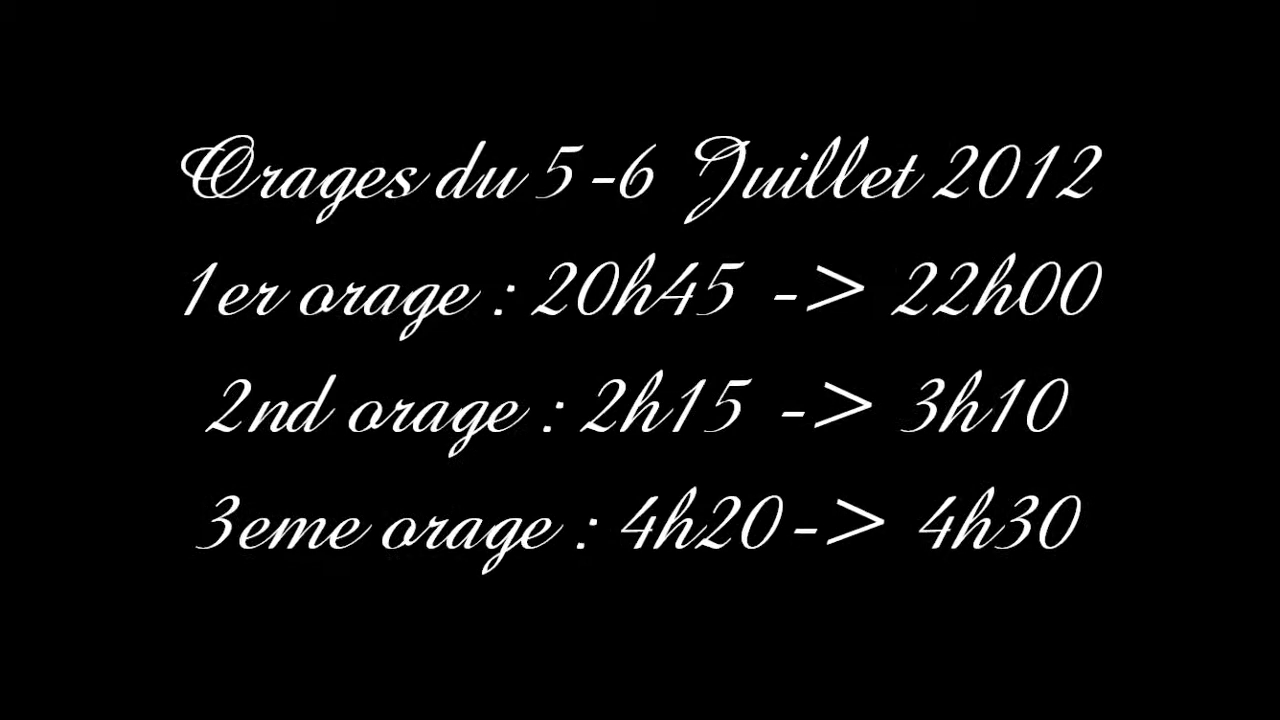 Orages du 5-6 Juillet 2012
1er orage : 20h45 -> 22h00
2nd orage : 2h15 -> 3h10
3eme orage : 4h20 -> 4h30